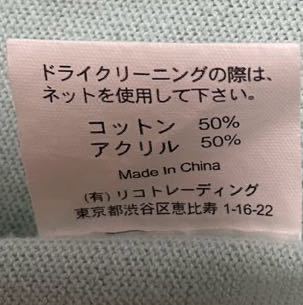 ドライクリーニングの際は、
ネットを使用して下さい。
コットン 50%
アクリル 50%
Made In China
(有) リコトレーディング
東京都渋谷区恵比寿 1-16-22